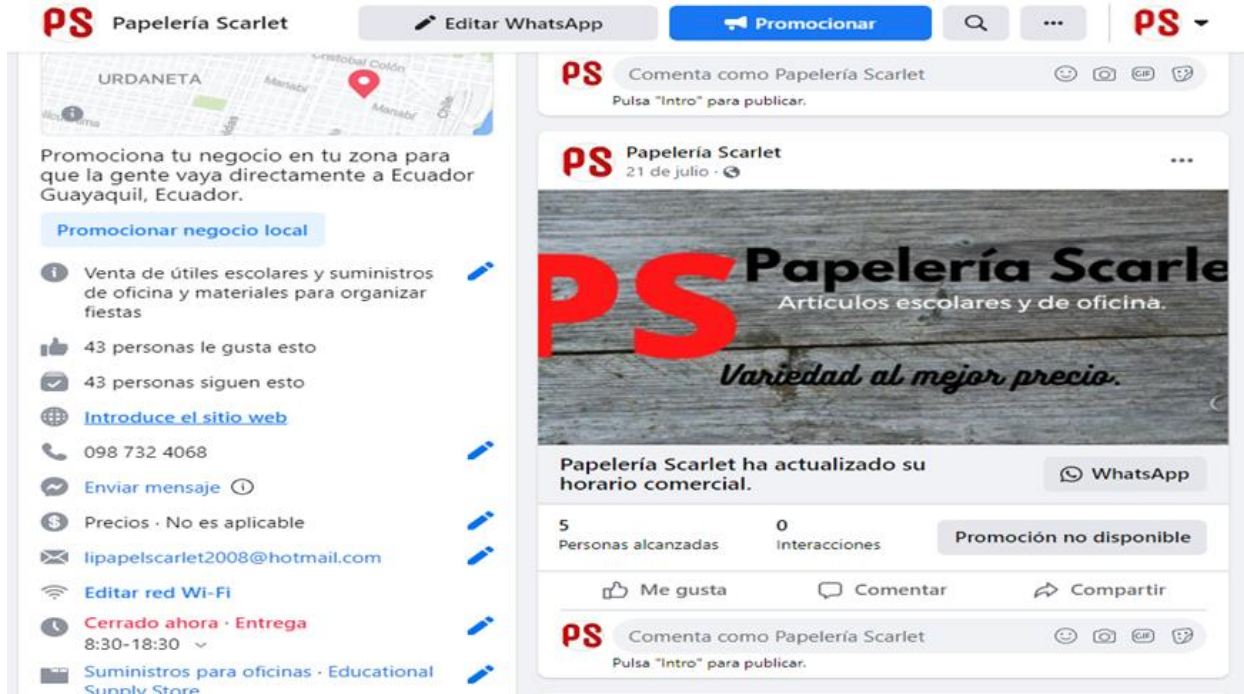 PS Papelería Scarlet
Editar WhatsApp
Promocionar
PS
URDANETA
Cristobal Colón
Manabí
Manabí
Chile
Promociona tu negocio en tu zona para
que la gente vaya directamente a Ecuador
Guayaquil, Ecuador.
Promocionar negocio local
Venta de útiles escolares y suministros
de oficina y materiales para organizar
fiestas
43 personas le gusta esto
43 personas siguen esto
Introduce el sitio web
098 732 4068
Enviar mensaje
Precios · No es aplicable
lipapelscarlet2008@hotmail.com
Editar red Wi-Fi
Cerrado ahora · Entrega
8:30-18:30
Suministros para oficinas · Educational
Supply Store
PS Comenta como Papelería Scarlet
GIF
Pulsa "Intro" para publicar.
PS Papelería Scarlet
21 de julio
PS
Papelería Scarle
Artículos escolares y de oficina.
Variedad al mejor precio.
Papelería Scarlet ha actualizado su
horario comercial.
WhatsApp
5
Personas alcanzadas
0
Interacciones
Promoción no disponible
Me gusta
Comentar
Compartir
PS Comenta como Papelería Scarlet
GIF
Pulsa "Intro" para publicar.